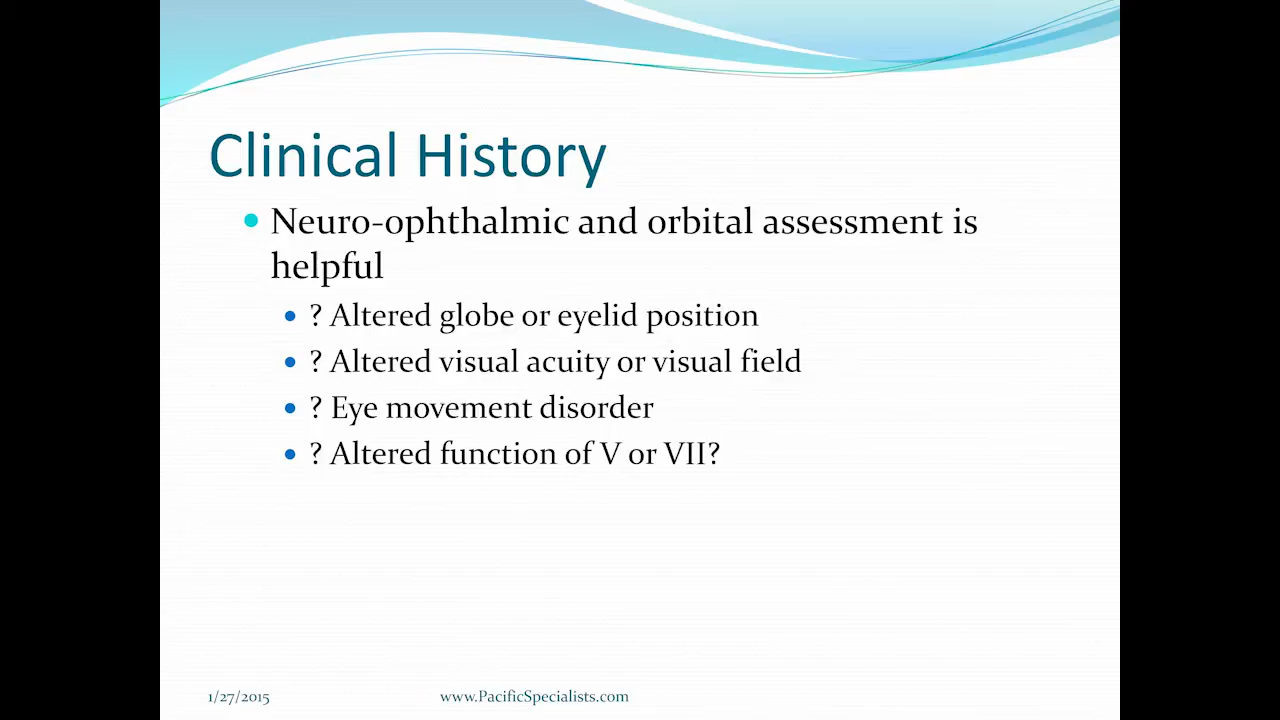 Clinical History
• Neuro-ophthalmic and orbital assessment is
helpful
• ? Altered globe or eyelid position
• ? Altered visual acuity or visual field
• ? Eye movement disorder
• ? Altered function of V or VII?
1/27/2015 www.PacificSpecialists.com